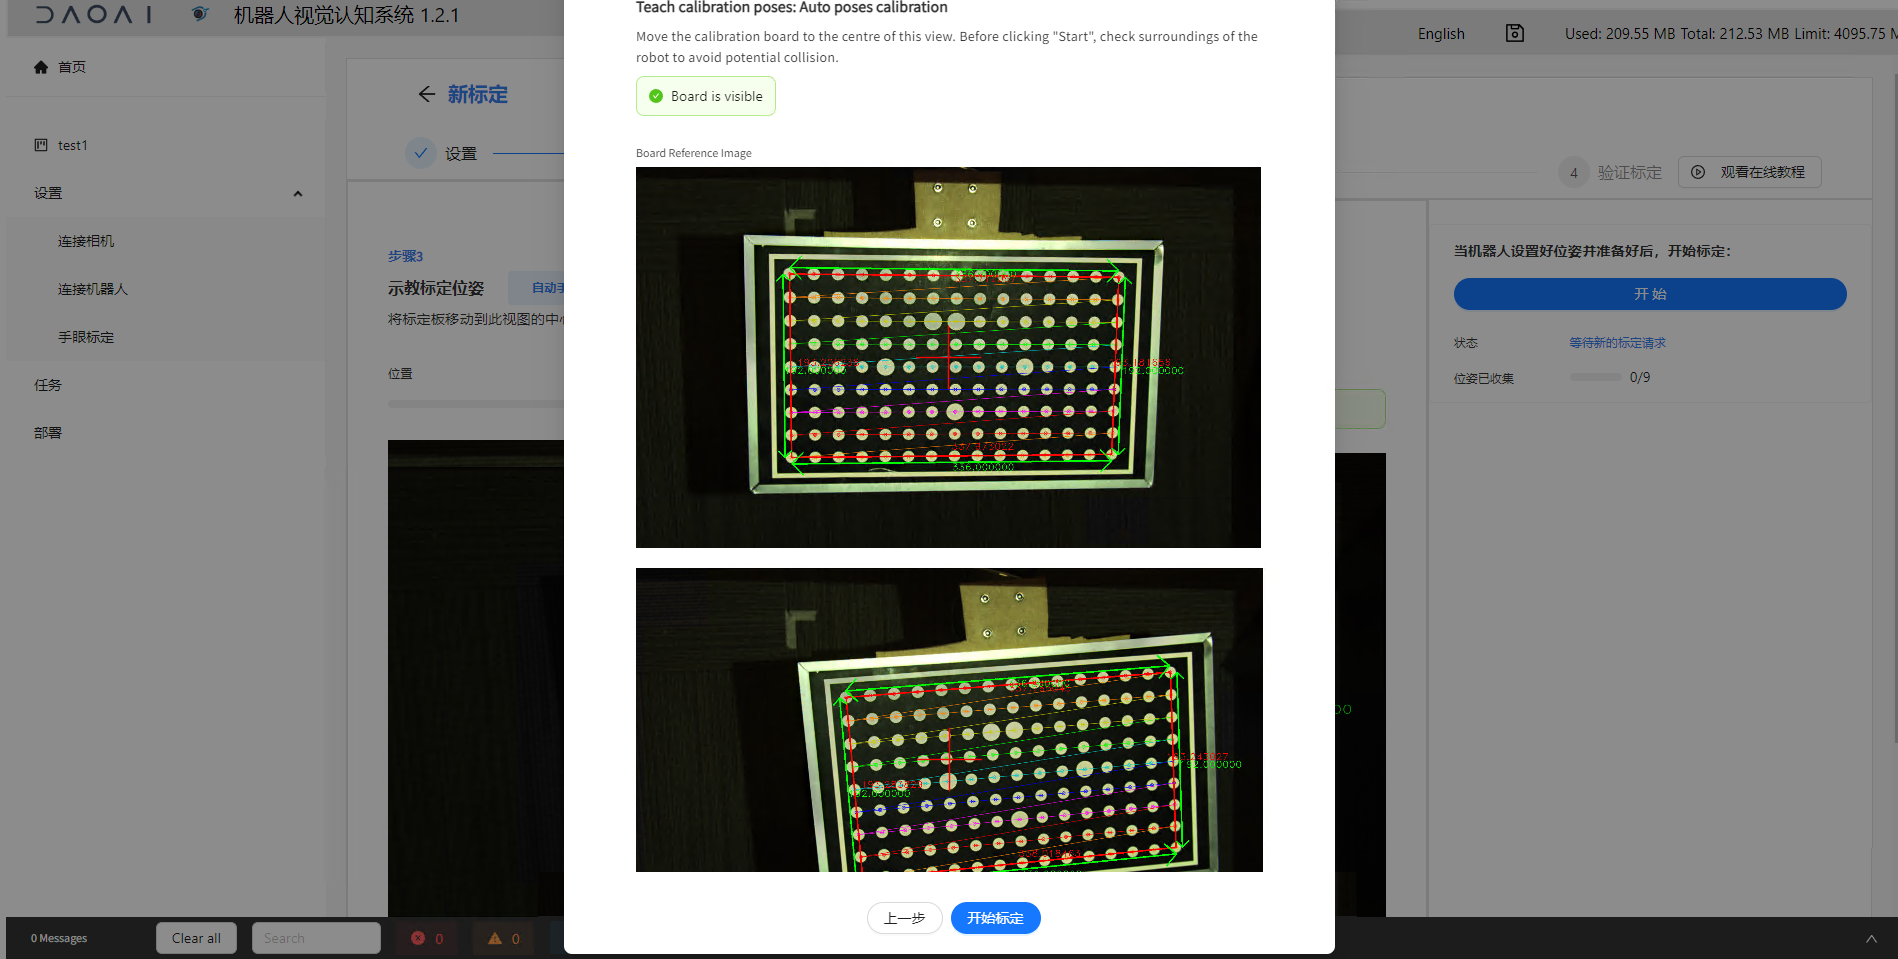 DAOAI 机器人视觉认知系统 1.2.1
English
Used: 209.55 MB Total: 212.53 MB Limit: 4095.75 M
首页
test1
设置
连接相机
连接机器人
手眼标定
任务
部署
新标定
设置
4 验证标定
观看在线教程
步骤3
示教标定位姿
自动手
将标定板移动到此视图的中心
位置
当机器人设置好位姿并准备好后，开始标定：
开 始
状态 等待新的标定请求
位姿已收集 0/9
Teach calibration poses: Auto poses calibration
Move the calibration board to the centre of this view. Before clicking "Start", check surroundings of the
robot to avoid potential collision.
Board is visible
Board Reference Image
192.000000
336.000000
192.000000
上一步
开始标定
0 Messages
Clear all
Search
0
0